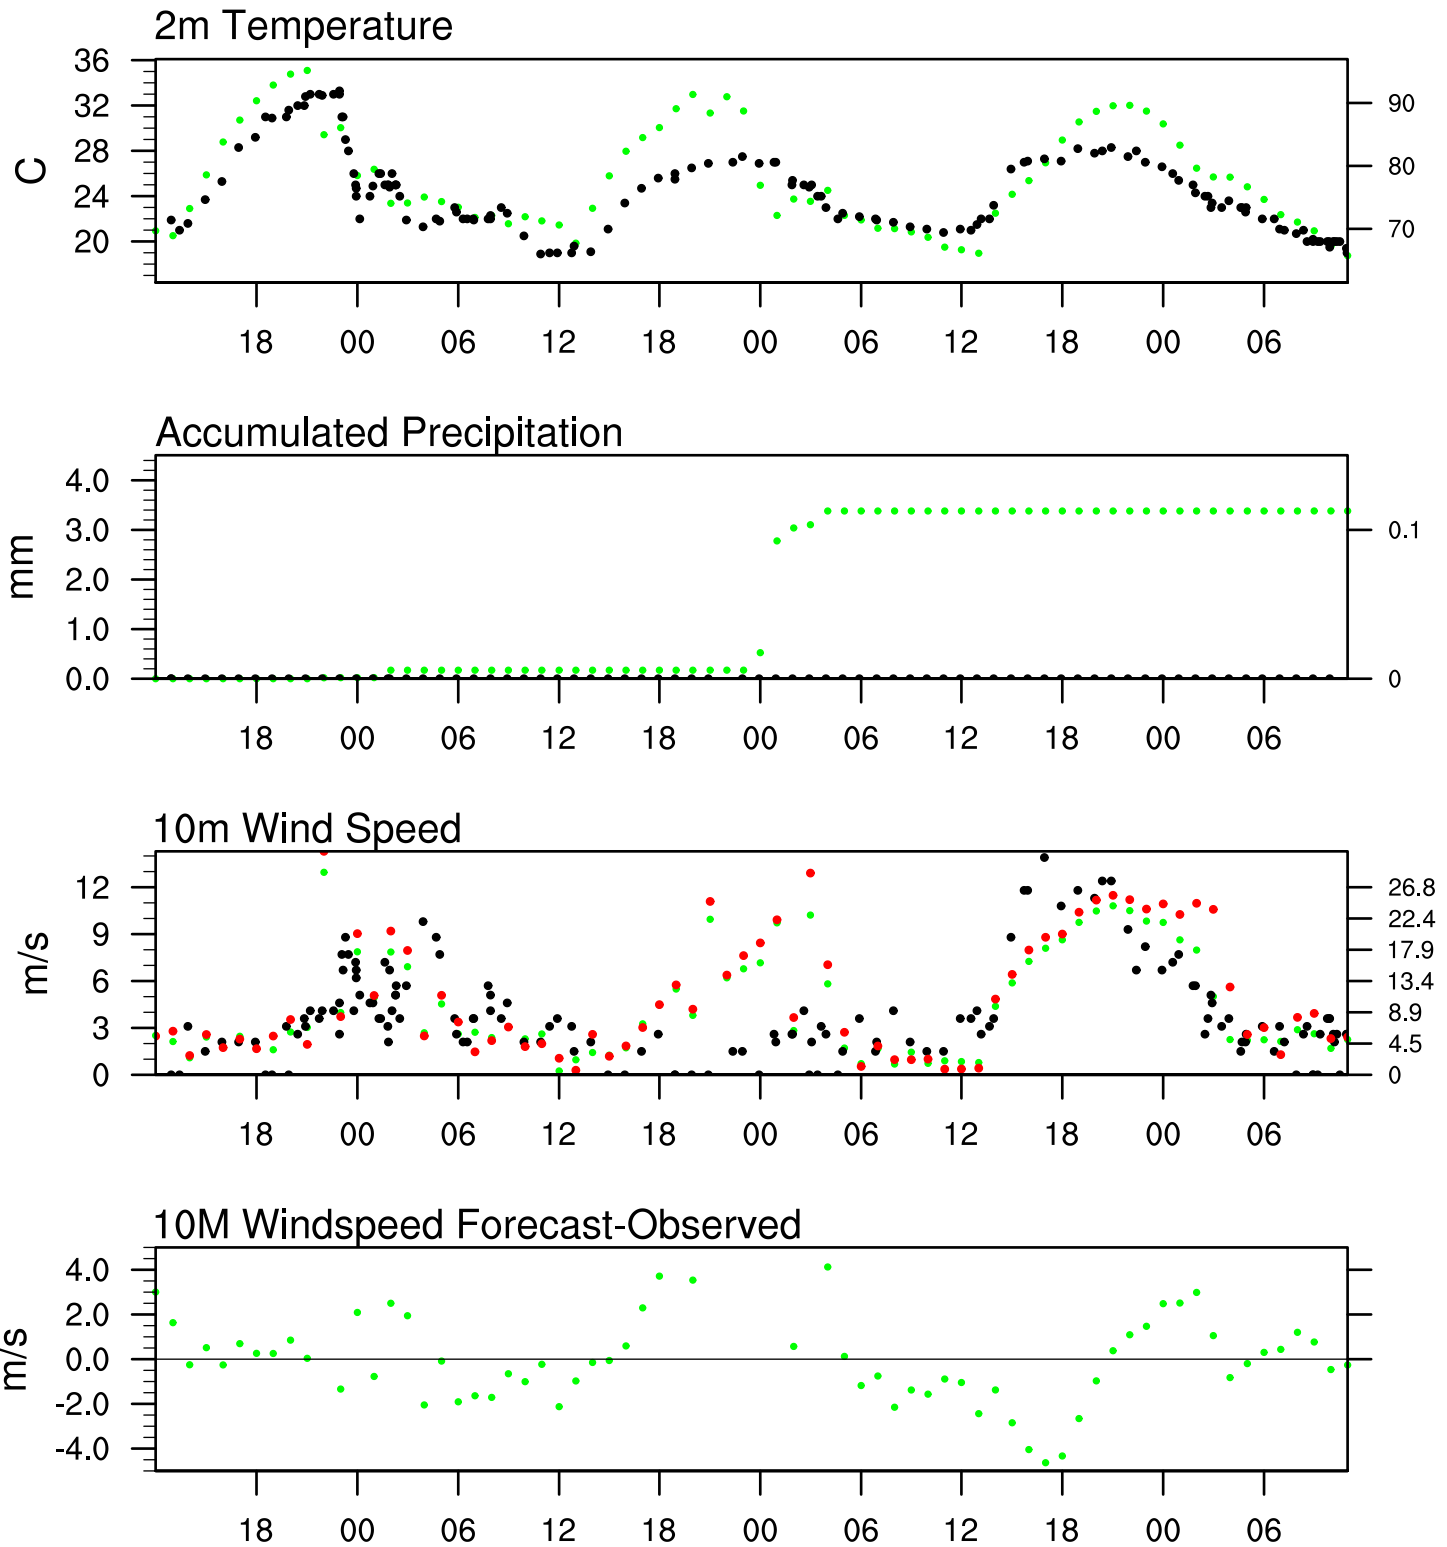 2m Temperature
36
32
28
24
20
C
90
80
70
18 00 06 12 18 00 06 12 18 00 06
Accumulated Precipitation
4.0
3.0
2.0
1.0
0.0
mm
0.1
0
18 00 06 12 18 00 06 12 18 00 06
10m Wind Speed
12
9
6
3
0
m/s
26.8
22.4
17.9
13.4
8.9
4.5
0
18 00 06 12 18 00 06 12 18 00 06
10M Windspeed Forecast-Observed
4.0
2.0
0.0
-2.0
-4.0
m/s
18 00 06 12 18 00 06 12 18 00 06